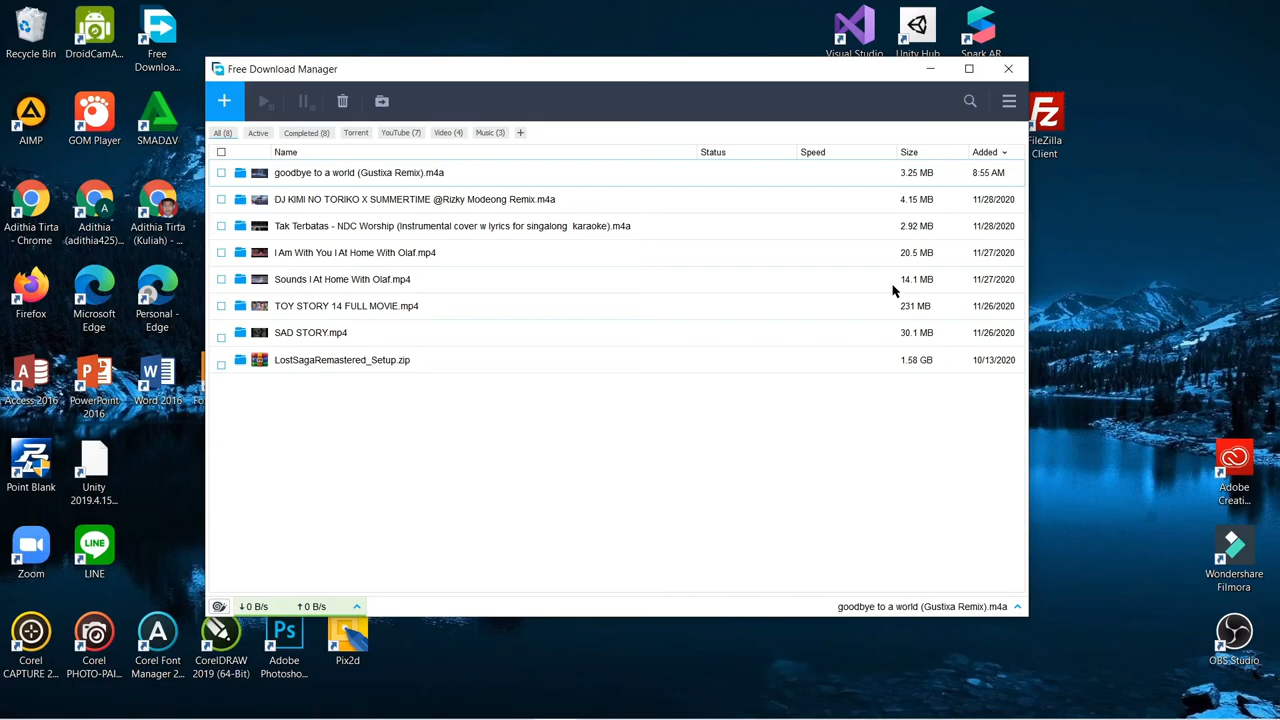 Recycle Bin
DroidCamA...
Free
Downloa...
Visual Studio
Unity Hub
Spark AR
Free Download Manager
All (8)
Active
Completed (8)
Torrent
YouTube (7)
Video (4)
Music (3)
Name
Status
Speed
Size
Added
goodbye to a world (Gustixa Remix).m4a
3.25 MB
8:55 AM
DJ KIMI NO TORIKO X SUMMERTIME @Rizky Modeong Remix.m4a
4.15 MB
11/28/2020
Tak Terbatas - NDC Worship (Instrumental cover w lyrics for singalong karaoke).m4a
2.92 MB
11/28/2020
I Am With You I At Home With Olaf.mp4
20.5 MB
11/27/2020
Sounds I At Home With Olaf.mp4
14.1 MB
11/27/2020
TOY STORY 14 FULL MOVIE.mp4
231 MB
11/26/2020
SAD STORY.mp4
30.1 MB
11/26/2020
LostSagaRemastered_Setup.zip
1.58 GB
10/13/2020
0 B/s
0 B/s
goodbye to a world (Gustixa Remix).m4a
AIMP
GOM Player
SMADΔV
FileZilla
Client
Adithia Tirta
- Chrome
Adithia
(adithia425)...
Adithia Tirta
(Kuliah) - ...
Firefox
Microsoft
Edge
Personal -
Edge
Access 2016
PowerPoint
2016
Word 2016
Point Blank
Unity
2019.4.15...
Adobe
Creati...
Zoom
LINE
Wondershare
Filmora
Corel
CAPTURE 2...
Corel
PHOTO-PAI...
Corel Font
Manager 2...
CorelDRAW
2019 (64-Bit)
Adobe
Photosho...
Pix2d
OBS Studio